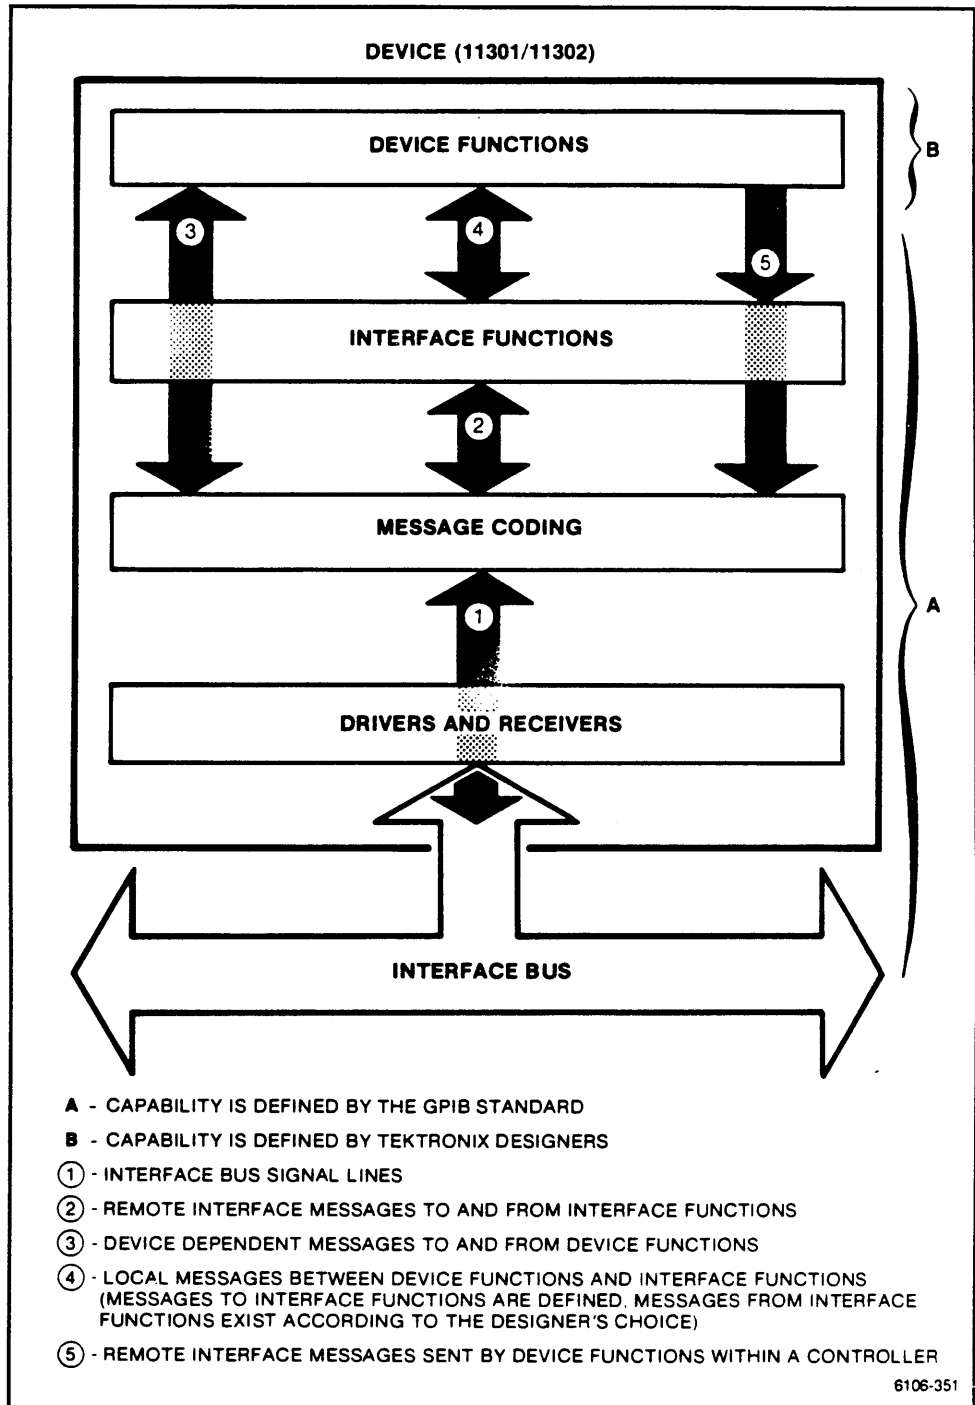 DEVICE (11301/11302)
DEVICE FUNCTIONS
B
3
4
5
INTERFACE FUNCTIONS
2
MESSAGE CODING
A
1
DRIVERS AND RECEIVERS
INTERFACE BUS
A - CAPABILITY IS DEFINED BY THE GPIB STANDARD
B - CAPABILITY IS DEFINED BY TEKTRONIX DESIGNERS
1 - INTERFACE BUS SIGNAL LINES
2 - REMOTE INTERFACE MESSAGES TO AND FROM INTERFACE FUNCTIONS
3 - DEVICE DEPENDENT MESSAGES TO AND FROM DEVICE FUNCTIONS
4 - LOCAL MESSAGES BETWEEN DEVICE FUNCTIONS AND INTERFACE FUNCTIONS
(MESSAGES TO INTERFACE FUNCTIONS ARE DEFINED. MESSAGES FROM INTERFACE
FUNCTIONS EXIST ACCORDING TO THE DESIGNER'S CHOICE)
5 - REMOTE INTERFACE MESSAGES SENT BY DEVICE FUNCTIONS WITHIN A CONTROLLER
6106-351